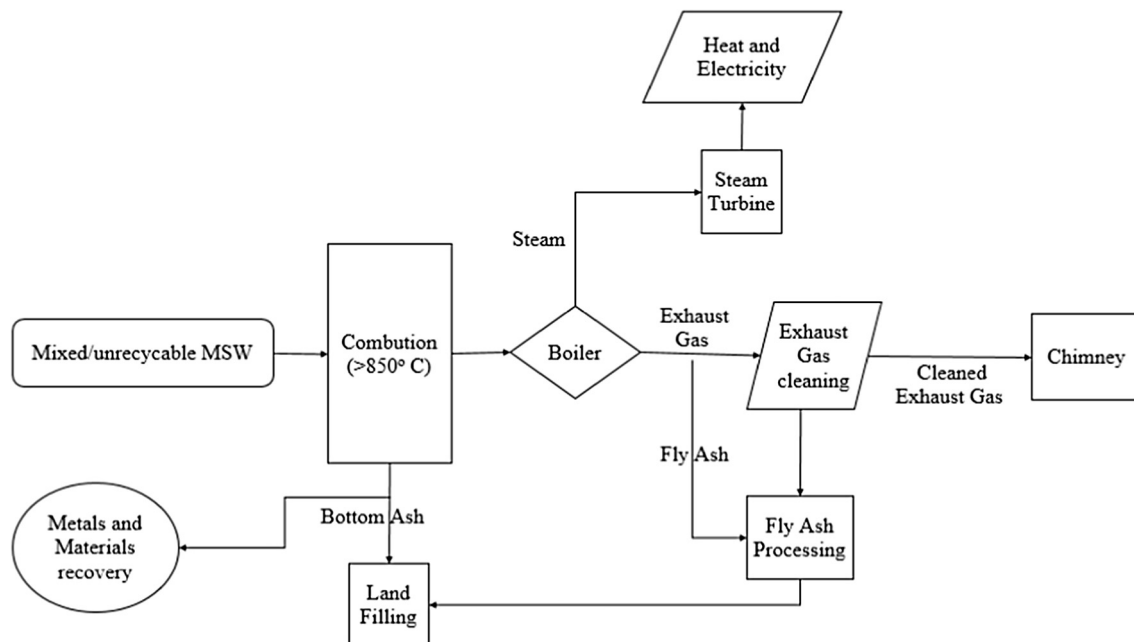 Heat and
Electricity
Steam
Turbine
Steam
Mixed/unrecycable MSW
Combution
(>850° C)
Boiler
Exhaust
Gas
Exhaust
Gas
cleaning
Cleaned
Exhaust Gas
Chimney
Fly Ash
Bottom Ash
Metals and
Materials
recovery
Land
Filling
Fly Ash
Processing